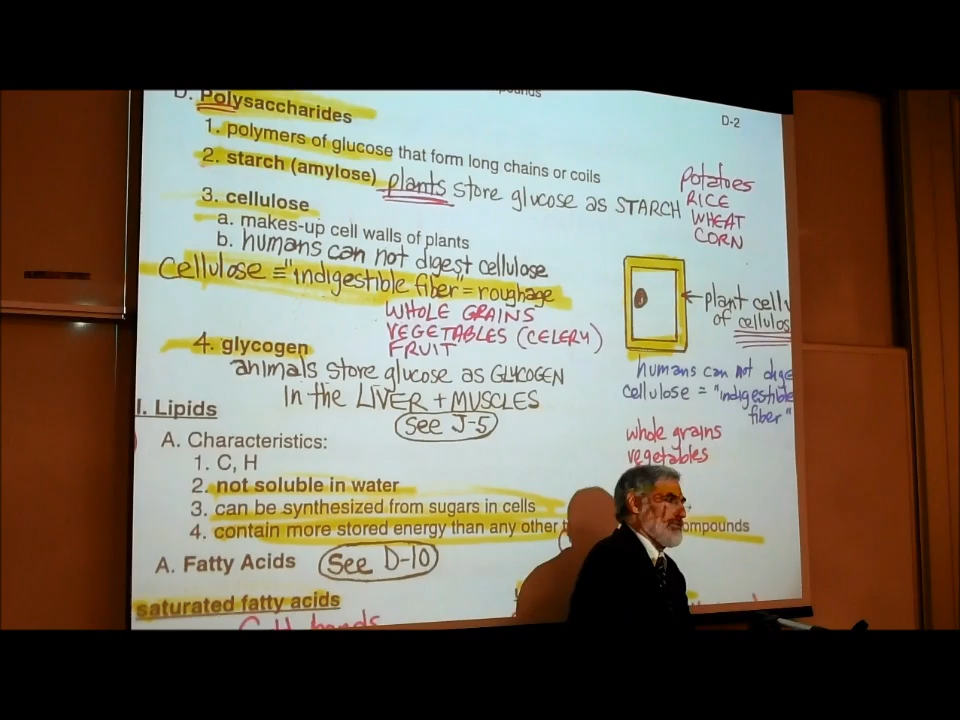 D-2
D. Polysaccharides
1. polymers of glucose that form long chains or coils
2. starch (amylose) plants store glucose as STARCH
POTATOES
RICE
WHEAT
CORN
3. cellulose
a. makes-up cell walls of plants
b. humans can not digest cellulose
Cellulose ≡ "indigestible fiber" = roughage
WHOLE GRAINS
VEGETABLES (CELERY)
FRUIT
plant cell
of cellulos
humans can not dige
cellulose = "indigestible
fiber"
whole grains
vegetables
4. glycogen
animals store glucose as GLYCOGEN
In the LIVER + MUSCLES
See J-5
I. Lipids
A. Characteristics:
1. C, H
2. not soluble in water
3. can be synthesized from sugars in cells
4. contain more stored energy than any other compounds
A. Fatty Acids See D-10
saturated fatty acids